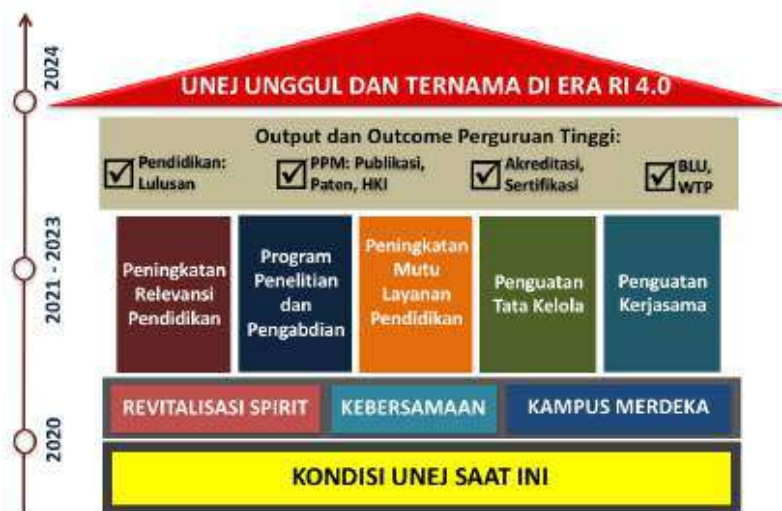 2024
UNEJ UNGGUL DAN TERNAMA DI ERA RI 4.0
Output dan Outcome Perguruan Tinggi:
Pendidikan:
Lulusan
PPM: Publikasi,
Paten, HKI
Akreditasi,
Sertifikasi
BLU,
WTP
2021 - 2023
Peningkatan
Relevansi
Pendidikan
Program
Penelitian
dan
Pengabdian
Peningkatan
Mutu
Layanan
Pendidikan
Penguatan
Tata Kelola
Penguatan
Kerjasama
2020
REVITALISASI SPIRIT
KEBERSAMAAN
KAMPUS MERDEKA
KONDISI UNEJ SAAT INI